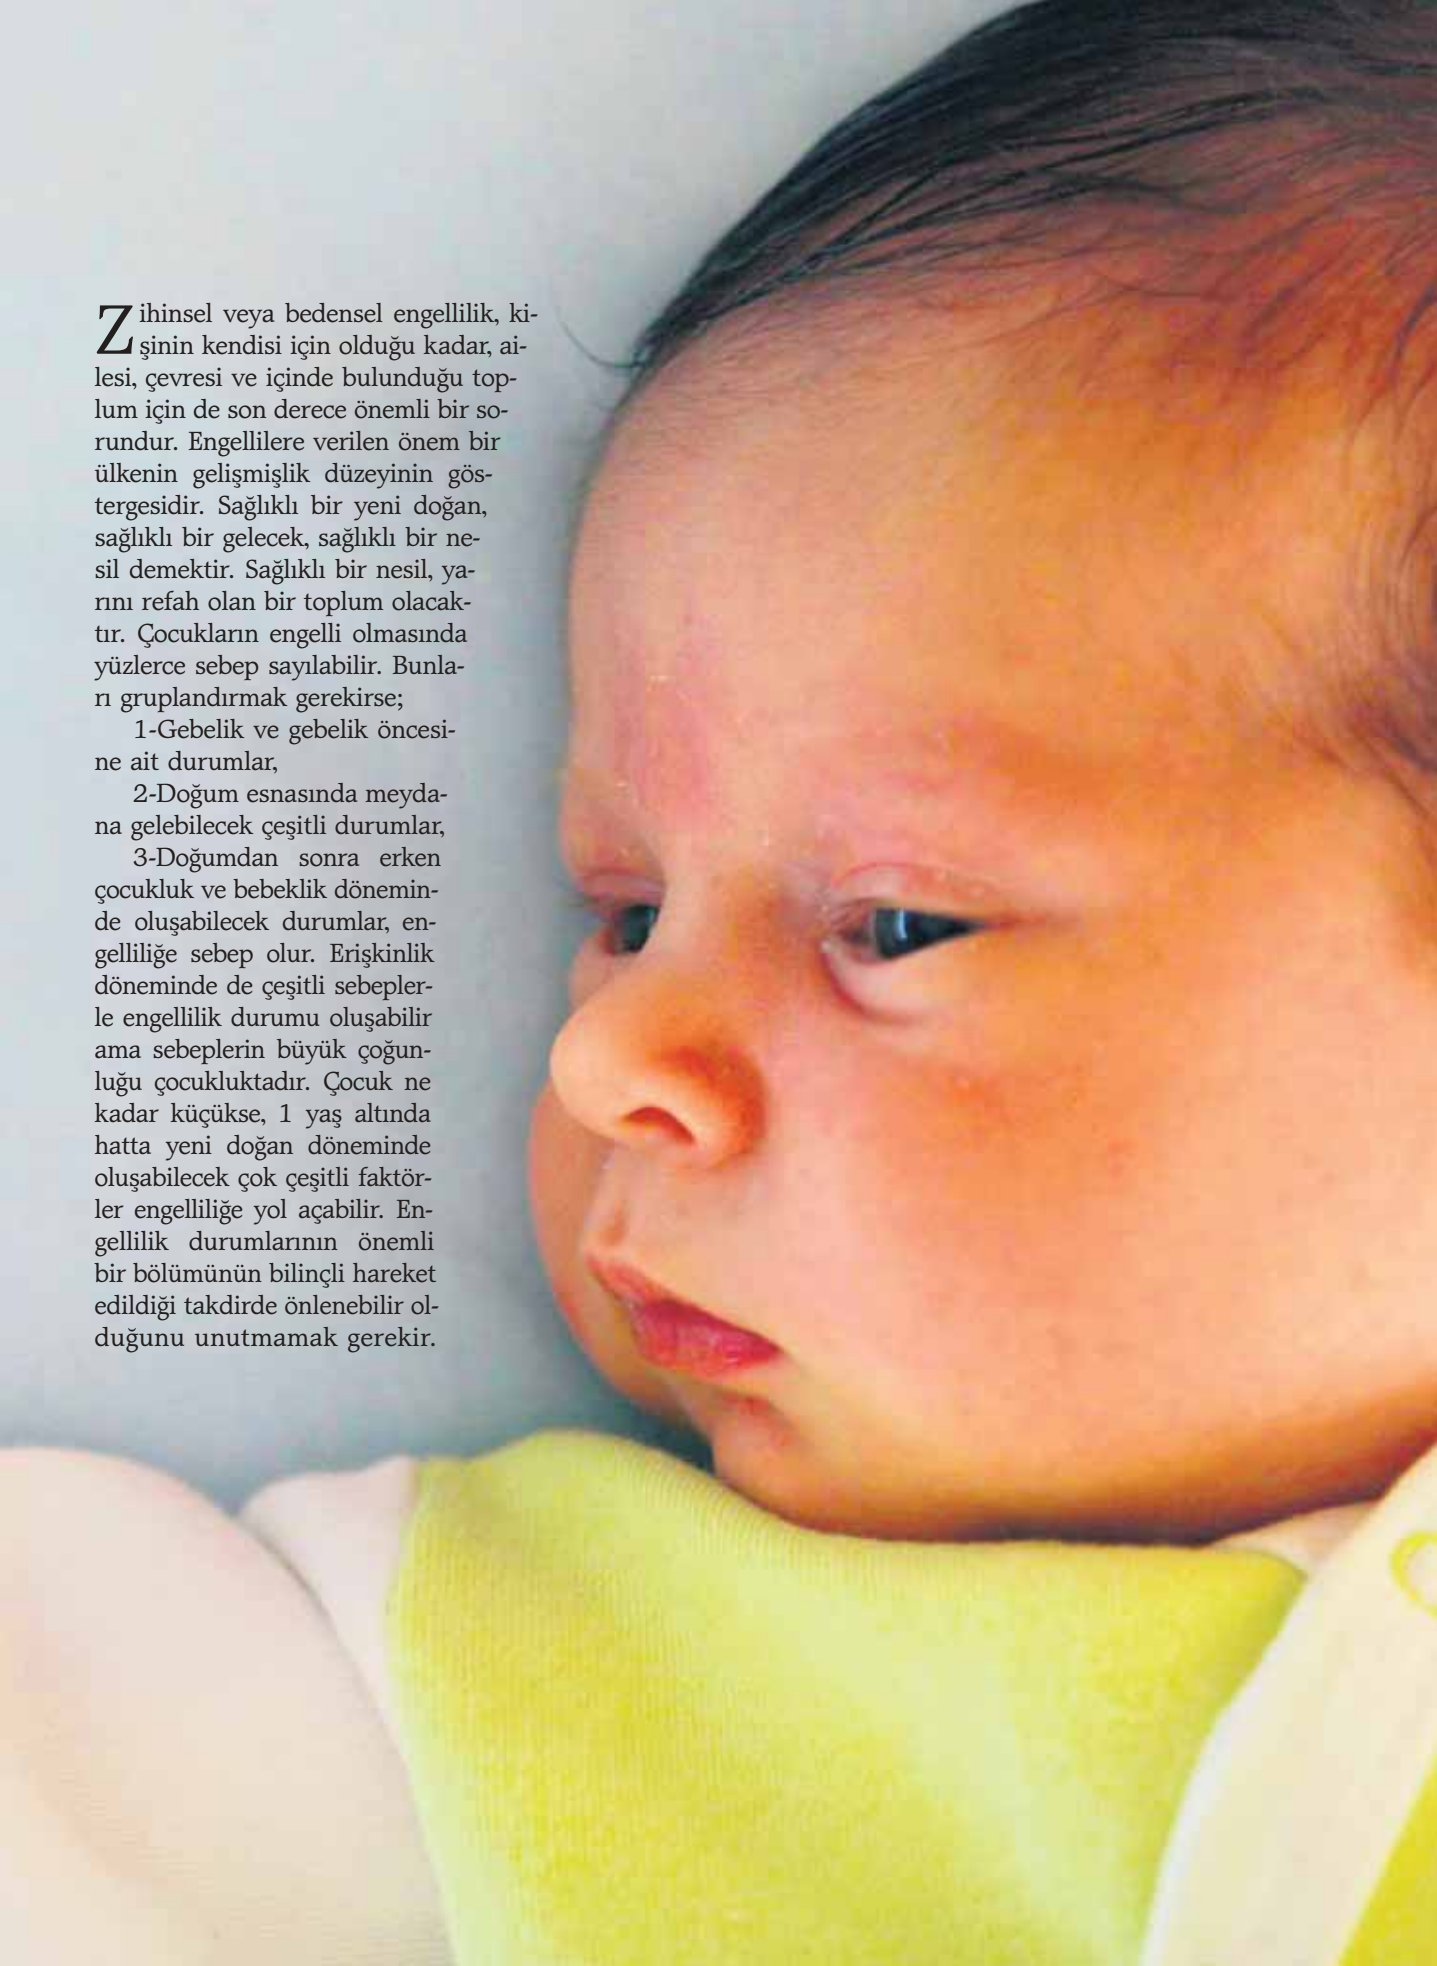 Zihinsel veya bedensel engellilik, ki-
şinin kendisi için olduğu kadar, ai-
lesi, çevresi ve içinde bulunduğu top-
lum için de son derece önemli bir so-
rundur. Engellilere verilen önem bir
ülkenin gelişmişlik düzeyinin gös-
tergesidir. Sağlıklı bir yeni doğan,
sağlıklı bir gelecek, sağlıklı bir ne-
sil demektir. Sağlıklı bir nesil, ya-
rını refah olan bir toplum olacak-
tır. Çocukların engelli olmasında
yüzlerce sebep sayılabilir. Bunla-
rı gruplandırmak gerekirse;
1-Gebelik ve gebelik öncesi-
ne ait durumlar,
2-Doğum esnasında meyda-
na gelebilecek çeşitli durumlar,
3-Doğumdan sonra erken
çocukluk ve bebeklik dönemin-
de oluşabilecek durumlar, en-
gelliliğe sebep olur. Erişkinlik
döneminde de çeşitli sebepler-
le engellilik durumu oluşabilir
ama sebeplerin büyük çoğun-
luğu çocukluktadır. Çocuk ne
kadar küçükse, 1 yaş altında
hatta yeni doğan döneminde
oluşabilecek çok çeşitli faktör-
ler engelliliğe yol açabilir. En-
gellilik durumlarının önemli
bir bölümünün bilinçli hareket
edildiği takdirde önlenebilir ol-
duğunu unutmamak gerekir.